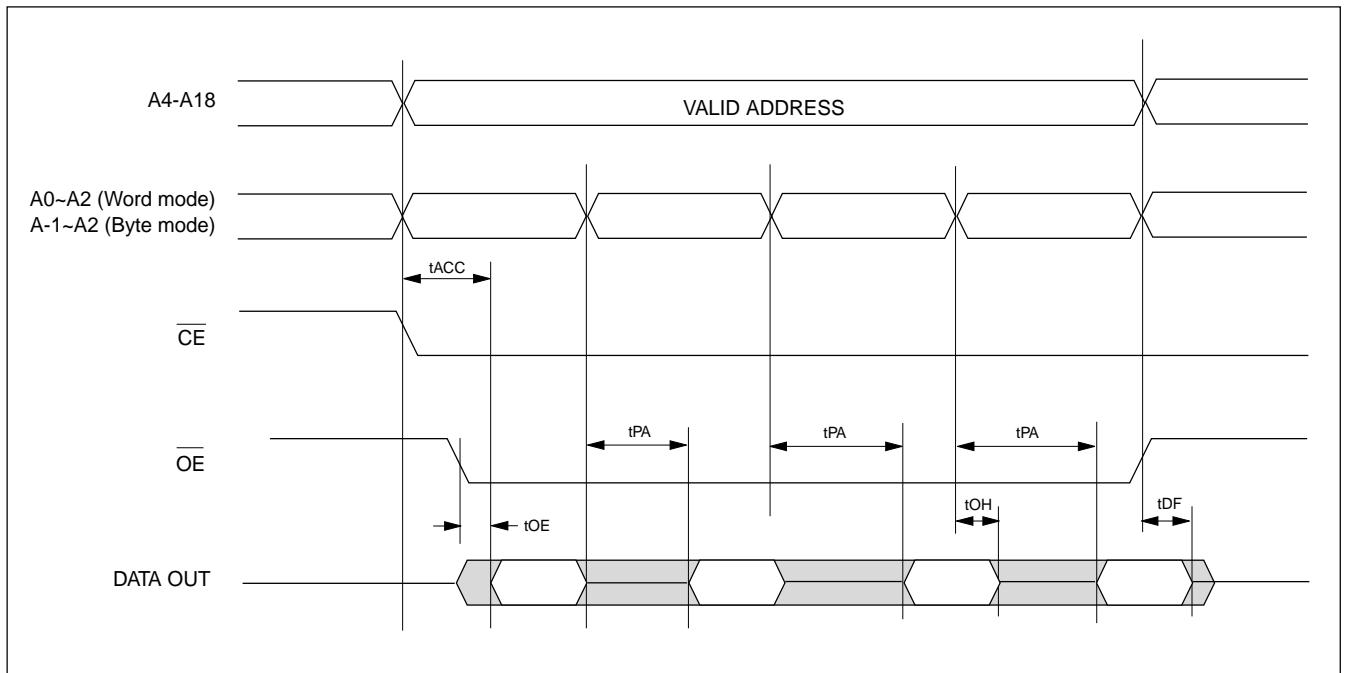 A4-A18
VALID ADDRESS
A0~A2 (Word mode)
A-1~A2 (Byte mode)
tACC
CE
tPA
tPA
tPA
OE
tOH
tDF
tOE
DATA OUT